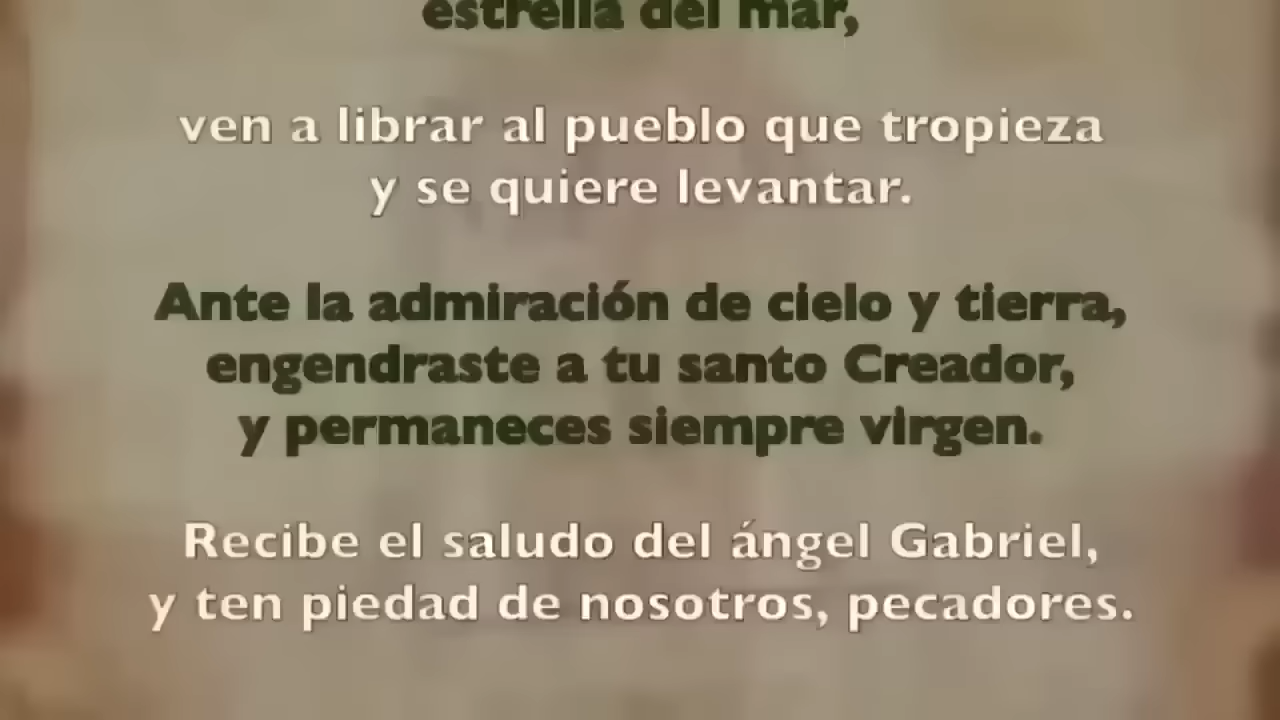 estrella del mar,
ven a librar al pueblo que tropieza
y se quiere levantar.
Ante la admiración de cielo y tierra,
engendraste a tu santo Creador,
y permaneces siempre virgen.
Recibe el saludo del ángel Gabriel,
y ten piedad de nosotros, pecadores.